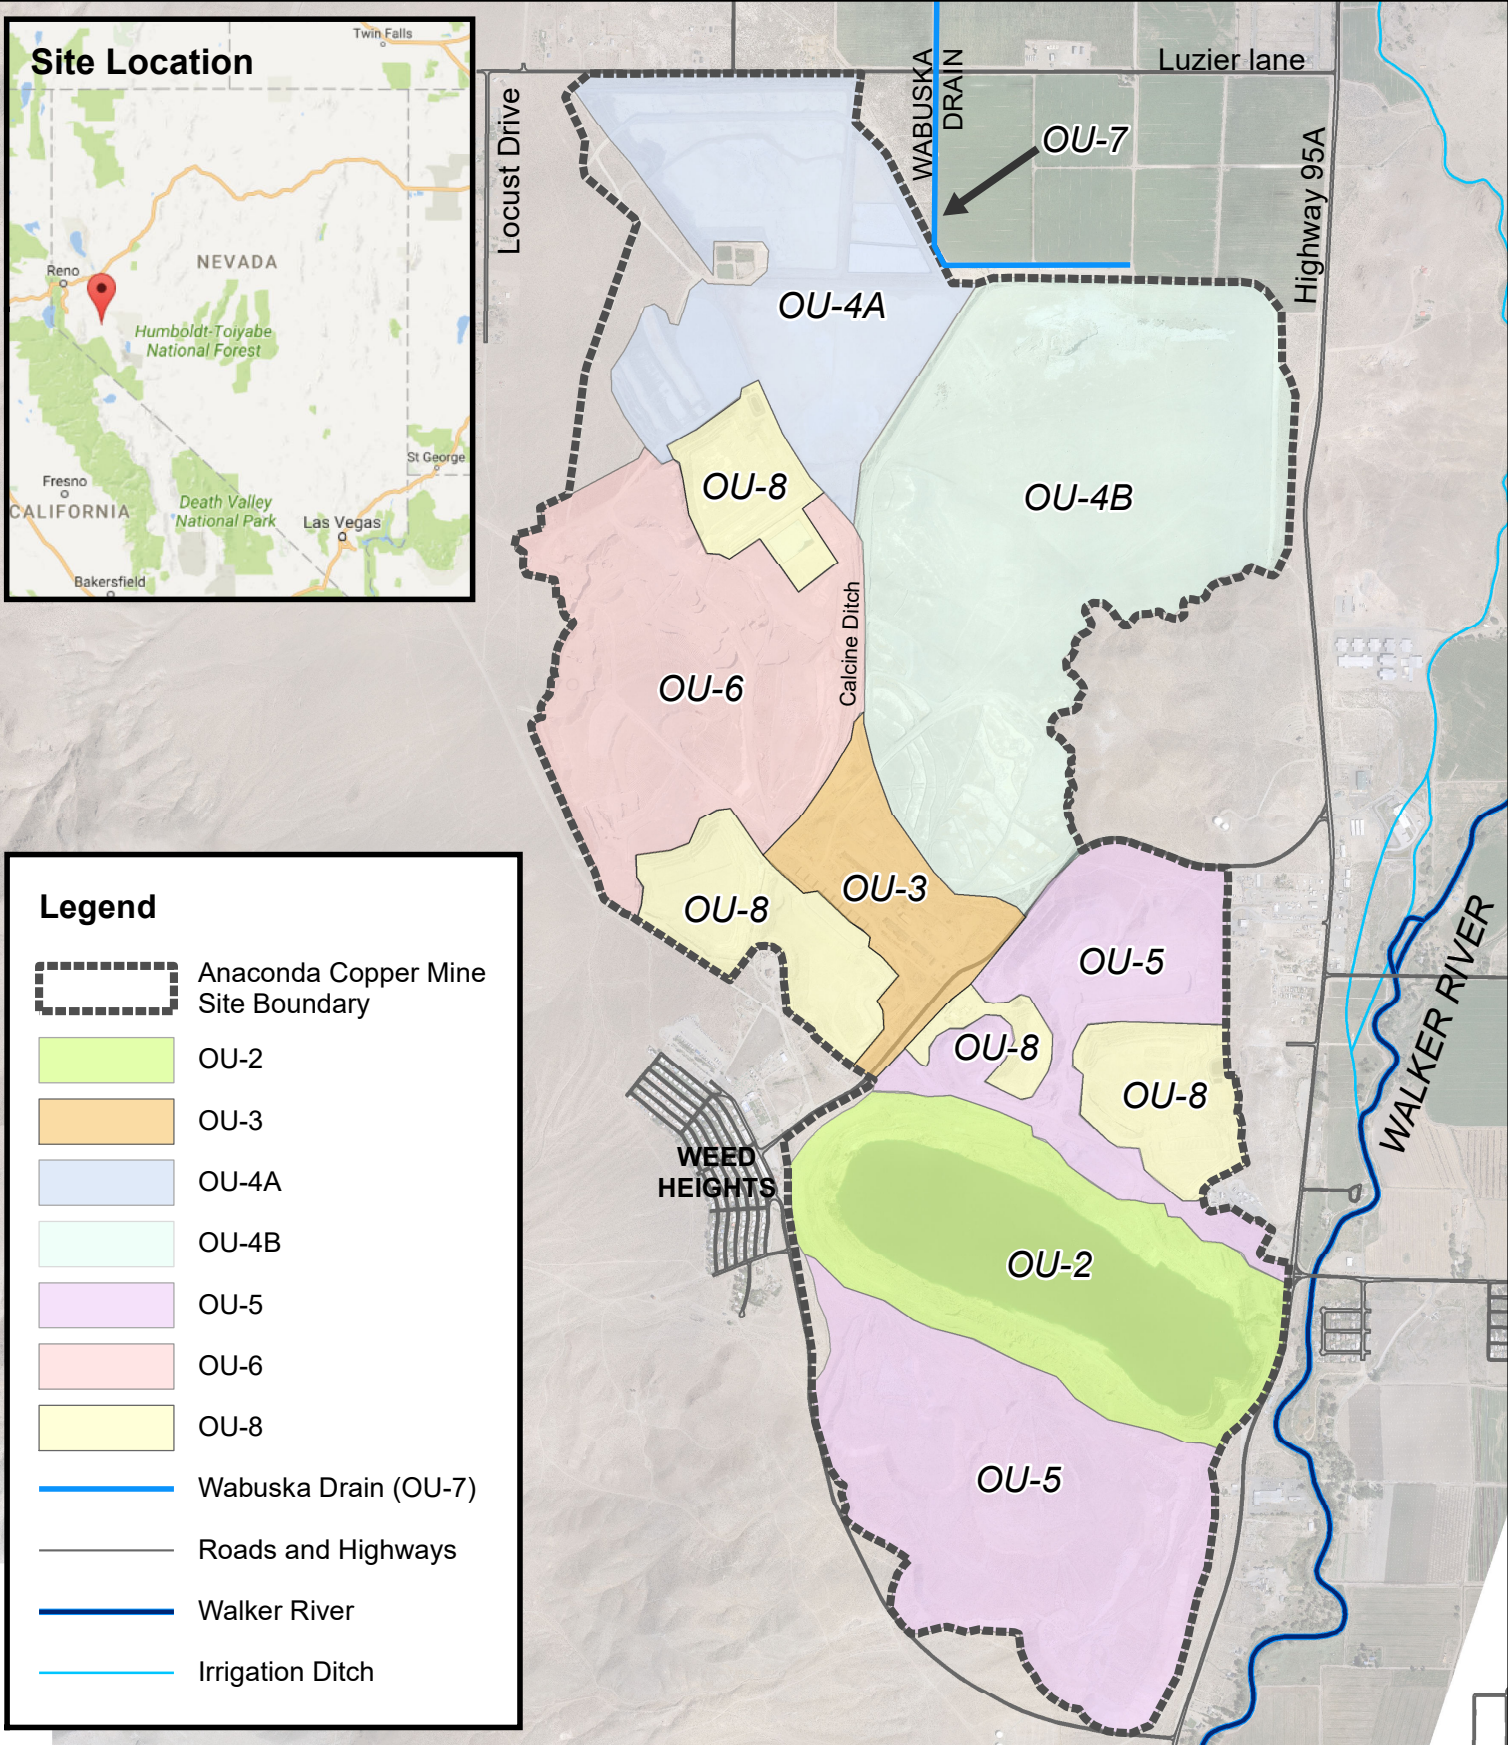 Site Location
Twin Falls
NEVADA
Reno
Humboldt-Toiyabe
National Forest
St George
Fresno
CALIFORNIA
Death Valley
National Park
Las Vegas
Bakersfield
Luzier lane
Locust Drive
WABUSKA
DRAIN
OU-7
Highway 95A
OU-4A
OU-8
OU-4B
Calcine Ditch
OU-6
OU-3
OU-8
OU-5
OU-8
OU-8
WALKER RIVER
WEED
HEIGHTS
OU-2
OU-5
Legend
Anaconda Copper Mine
Site Boundary
OU-2
OU-3
OU-4A
OU-4B
OU-5
OU-6
OU-8
Wabuska Drain (OU-7)
Roads and Highways
Walker River
Irrigation Ditch